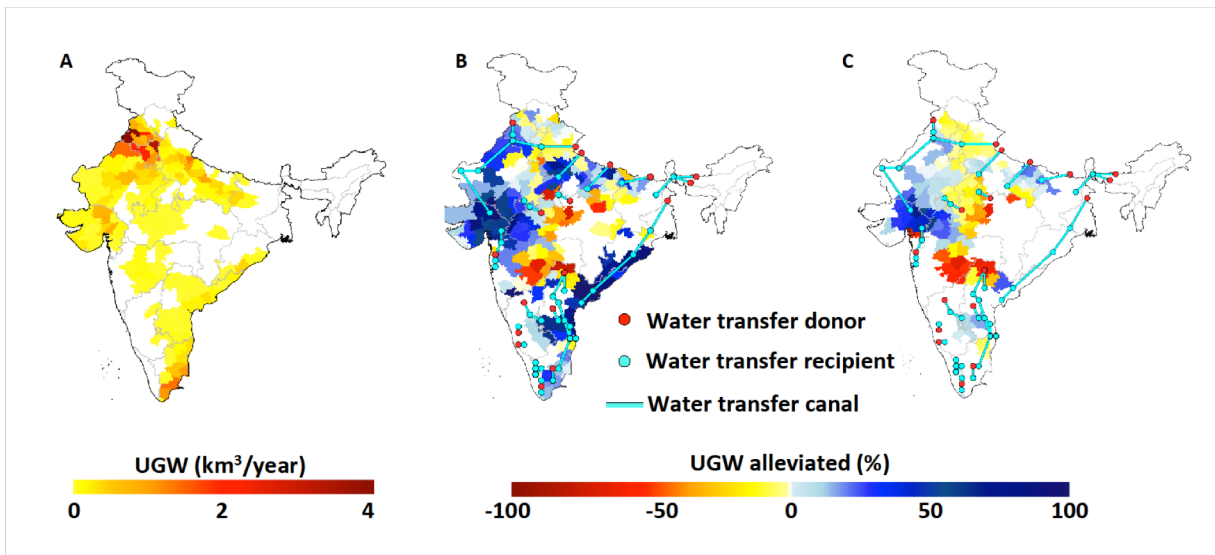 A
B
C
Water transfer donor
Water transfer recipient
Water transfer canal
UGW (km³/year)
0 2 4
UGW alleviated (%)
-100 -50 0 50 100